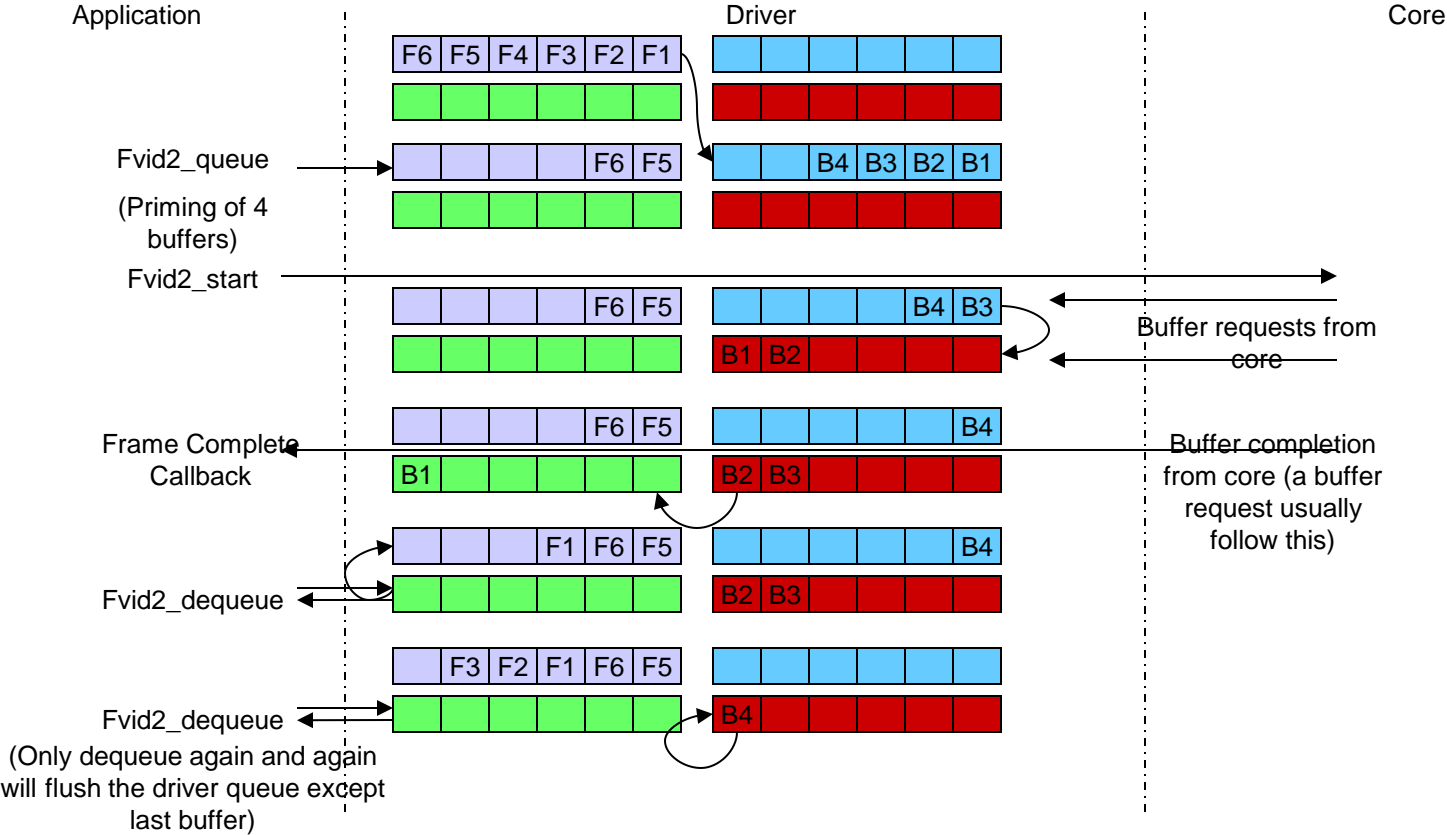 Application Driver Core
F6 F5 F4 F3 F2 F1
Fvid2_queue F6 F5 B4 B3 B2 B1
(Priming of 4
buffers)
Fvid2_start
F6 F5 B4 B3
Buffer requests from
B1 B2 core
F6 F5 B4
Frame Complete Buffer completion
Callback B1 B2 B3 from core (a buffer
request usually
follow this)
F1 F6 F5 B4
Fvid2_dequeue B2 B3
F3 F2 F1 F6 F5
Fvid2_dequeue B4
(Only dequeue again and again
will flush the driver queue except
last buffer)